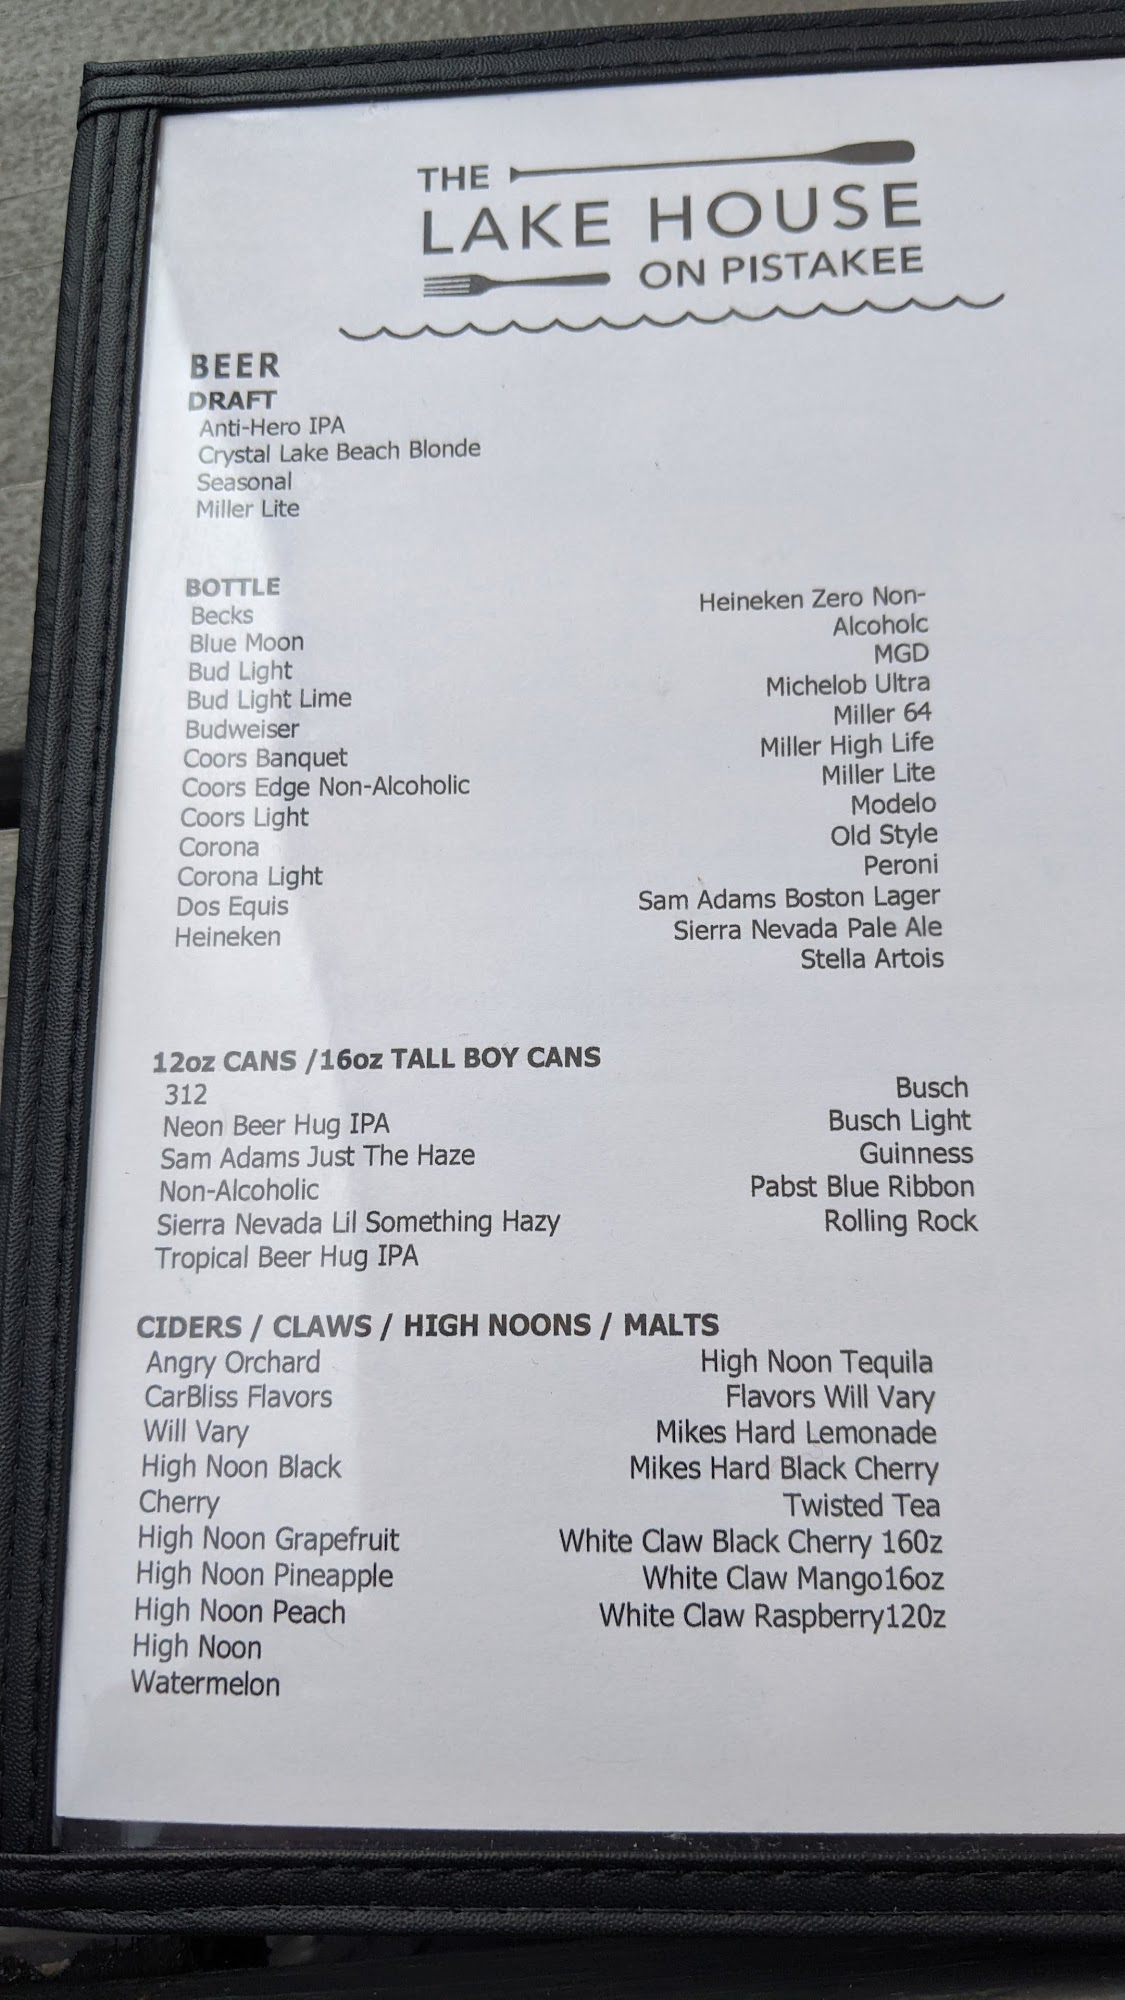 THE
LAKE HOUSE
ON PISTAKEE
BEER
DRAFT
Anti-Hero IPA
Crystal Lake Beach Blonde
Seasonal
Miller Lite
BOTTLE
Becks
Blue Moon
Bud Light
Bud Light Lime
Budweiser
Coors Banquet
Coors Edge Non-Alcoholic
Coors Light
Corona
Corona Light
Dos Equis
Heineken
Heineken Zero Non-
Alcoholc
MGD
Michelob Ultra
Miller 64
Miller High Life
Miller Lite
Modelo
Old Style
Peroni
Sam Adams Boston Lager
Sierra Nevada Pale Ale
Stella Artois
12oz CANS /16oz TALL BOY CANS
312
Neon Beer Hug IPA
Sam Adams Just The Haze
Non-Alcoholic
Sierra Nevada Lil Something Hazy
Tropical Beer Hug IPA
Busch
Busch Light
Guinness
Pabst Blue Ribbon
Rolling Rock
CIDERS / CLAWS / HIGH NOONS / MALTS
Angry Orchard
CarBliss Flavors
Will Vary
High Noon Black
Cherry
High Noon Grapefruit
High Noon Pineapple
High Noon Peach
High Noon
Watermelon
High Noon Tequila
Flavors Will Vary
Mikes Hard Lemonade
Mikes Hard Black Cherry
Twisted Tea
White Claw Black Cherry 160z
White Claw Mango16oz
White Claw Raspberry120z